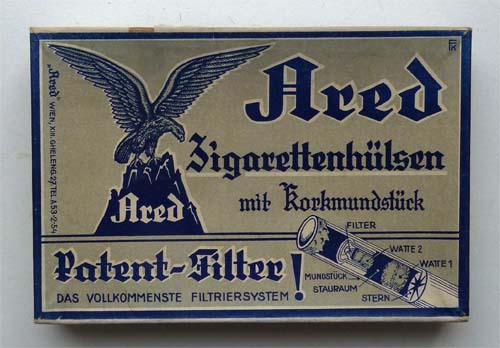 Ared
Zigarettenhülsen
mit Korkmundstück
Ared
"Ared" WIEN, XII. GHELENG. 27, TEL. A 53-2-54
Patent-Filter!
DAS VOLLKOMMENSTE FILTRIERSYSTEM
FILTER
WATTE 2
WATTE 1
MUNDSTÜCK
STAURAUM
STERN